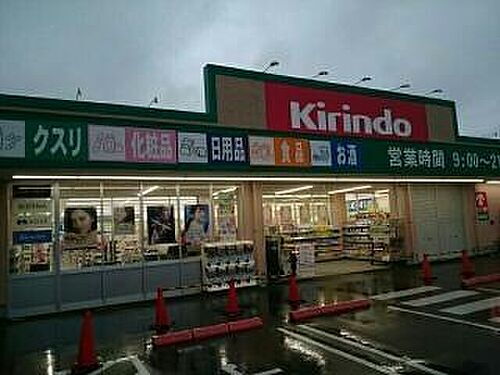 Kirindo
クスリ 化粧品 日用品 食品 お酒 営業時間 9:00~2